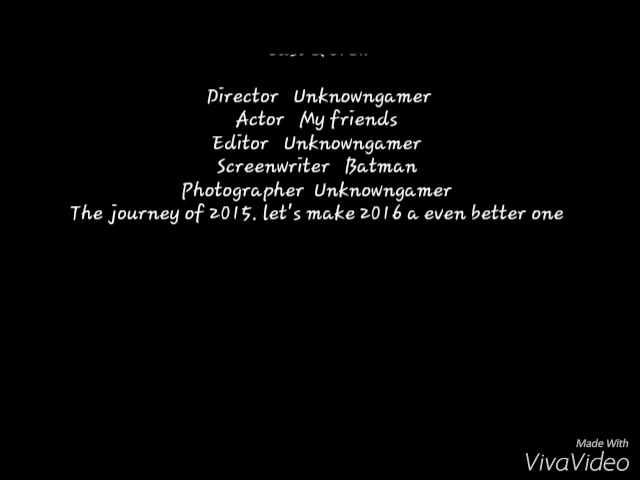 Director Unknowngamer
Actor My friends
Editor Unknowngamer
Screenwriter Batman
Photographer Unknowngamer
The journey of 2015. let's make 2016 a even better one
Made With
VivaVideo